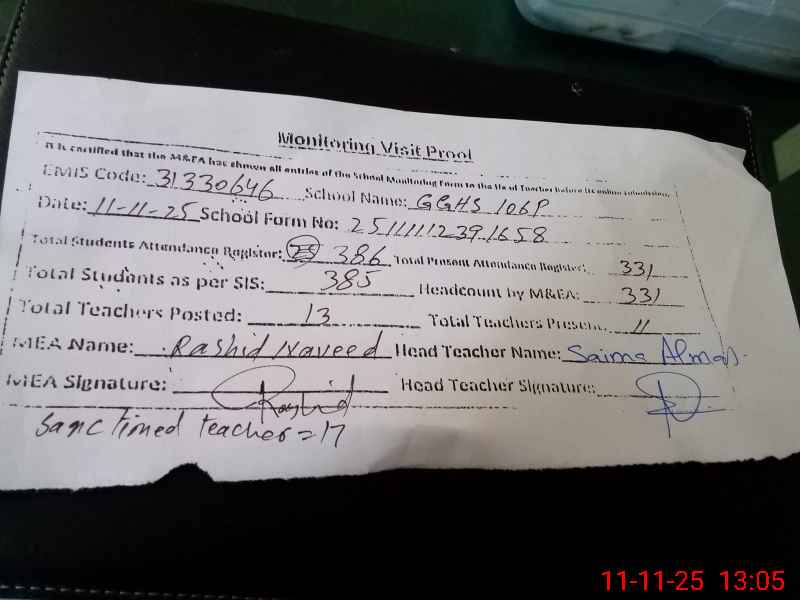 Monitoring Visit Proof
It is certified that the M&EA has shown all entries of the School Monitoring Form to the Head Teacher before its online submission.
EMIS Code: 31330646 School Name: GGHS 106P
Date: 11-11-25 School Form No: 25111112391658
Total Students Attendance Register: 386 Total Present Attendance Register: 331
Total Students as per SIS: 385 Headcount by M&EA: 331
Total Teachers Posted: 13 Total Teachers Present: 11
MEA Name: Rashid Naveed Head Teacher Name: Saima
MEA Signature: Rashid Head Teacher Signature:
Sanctioned teacher = 17
11-11-25 13:05